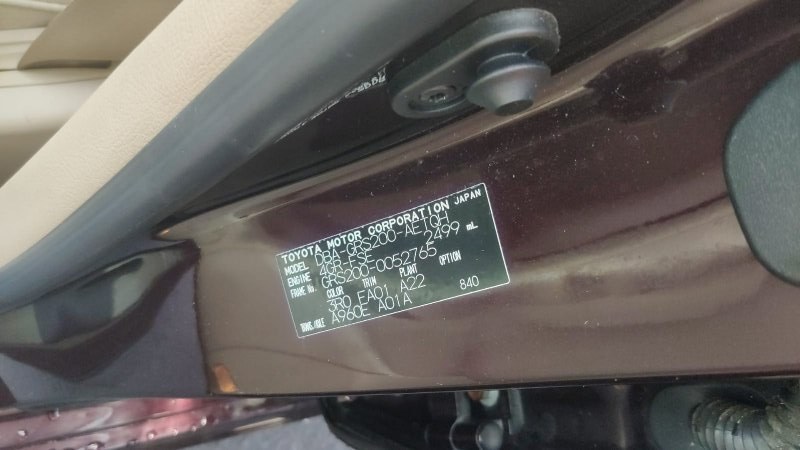 TOYOTA MOTOR CORPORATION JAPAN
MODEL DBA-GRS200-AETQH
ENGINE 4GR-FSE 2499 mL
FRAME No. GRS200-0052765
COLOR TRIM PLANT OPTION
3R0 FA01 A22
TRANS./AXLE A960E A01A 840